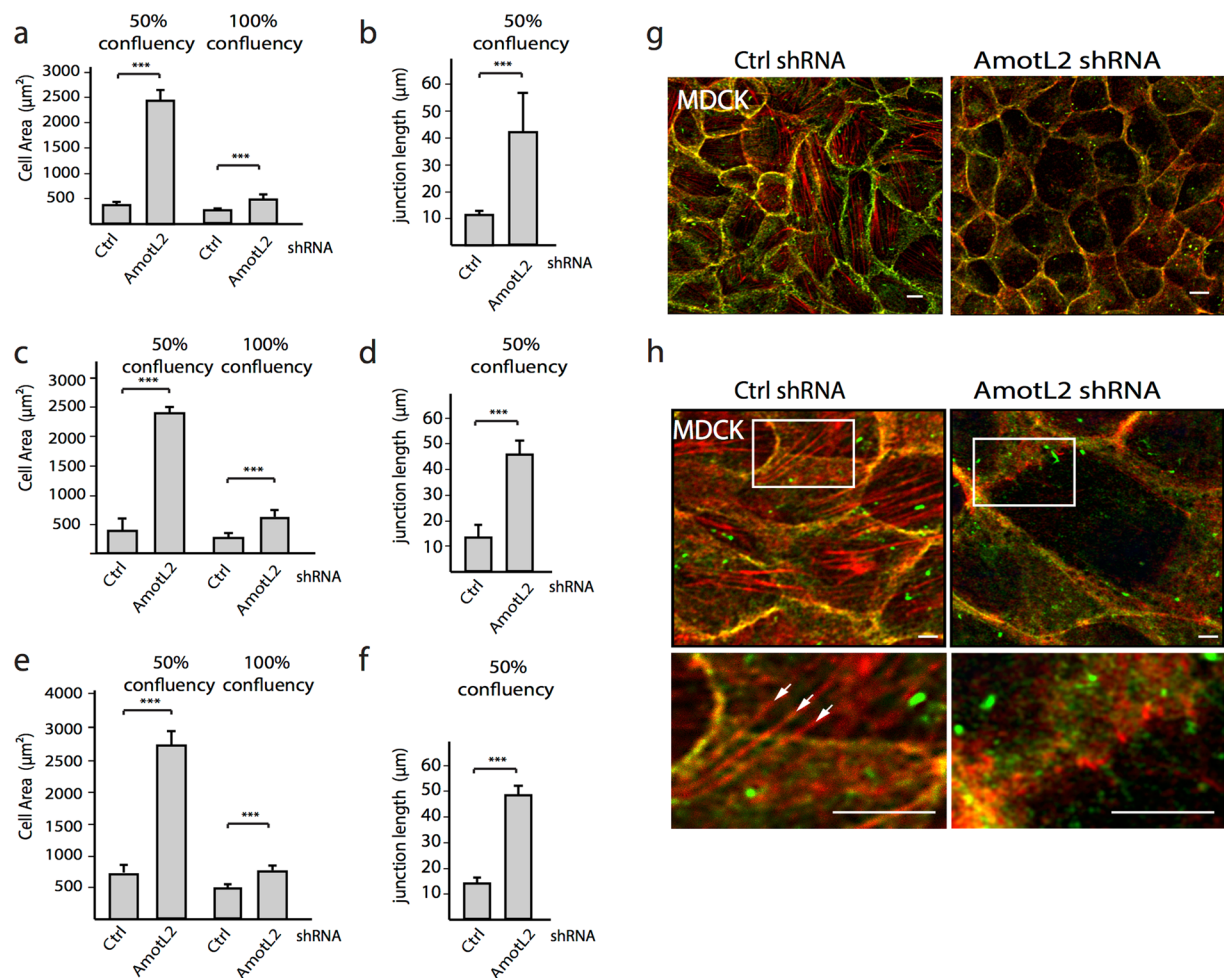 a
50%
confluency
100%
confluency
***
***
Cell Area (µm²)
3000
2500
2000
1500
1000
500
Ctrl
AmotL2
Ctrl
AmotL2
shRNA
b
50%
confluency
***
junction length (µm)
60
50
40
30
20
10
Ctrl
AmotL2
shRNA
c
50%
confluency
100%
confluency
***
***
Cell Area (µm²)
3000
2500
2000
1500
1000
500
Ctrl
AmotL2
Ctrl
AmotL2
shRNA
d
50%
confluency
***
junction length (µm)
60
50
40
30
20
10
Ctrl
AmotL2
shRNA
e
50%
confluency
100%
confluency
***
***
Cell Area (µm²)
4000
3000
2000
1000
500
Ctrl
AmotL2
Ctrl
AmotL2
shRNA
f
50%
confluency
***
junction length (µm)
60
50
40
30
20
10
Ctrl
AmotL2
shRNA
g
Ctrl shRNA
AmotL2 shRNA
MDCK
h
Ctrl shRNA
AmotL2 shRNA
MDCK